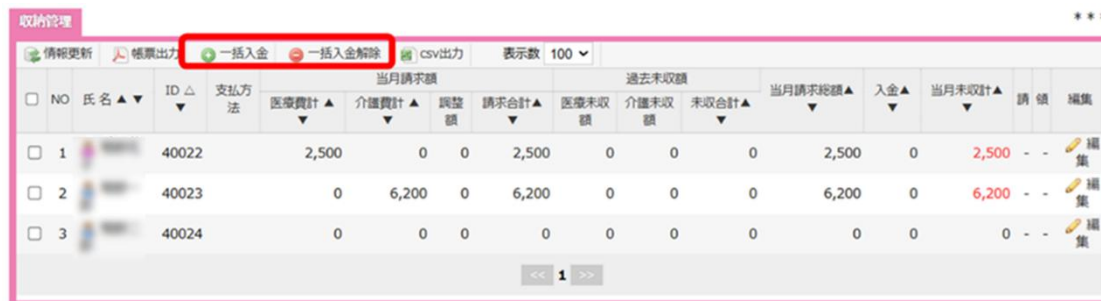 収納管理
***
情報更新 帳票出力 一括入金 一括入金解除 csv出力 表示数 100
当月請求額 過去未収額
NO 氏名▲▼ ID △▼ 支払方法 医療費計▲▼ 介護費計▲▼ 調整額 請求合計▲▼ 医療未収額 介護未収額 未収合計▲▼ 当月請求総額▲▼ 入金▲▼ 当月未収計▲▼ 請 領 編集
1 40022 2,500 0 0 2,500 0 0 0 2,500 0 2,500 - - 編集
2 40023 0 6,200 0 6,200 0 0 0 6,200 0 6,200 - - 編集
3 40024 0 0 0 0 0 0 0 0 0 0 - - 編集
<< 1 >>